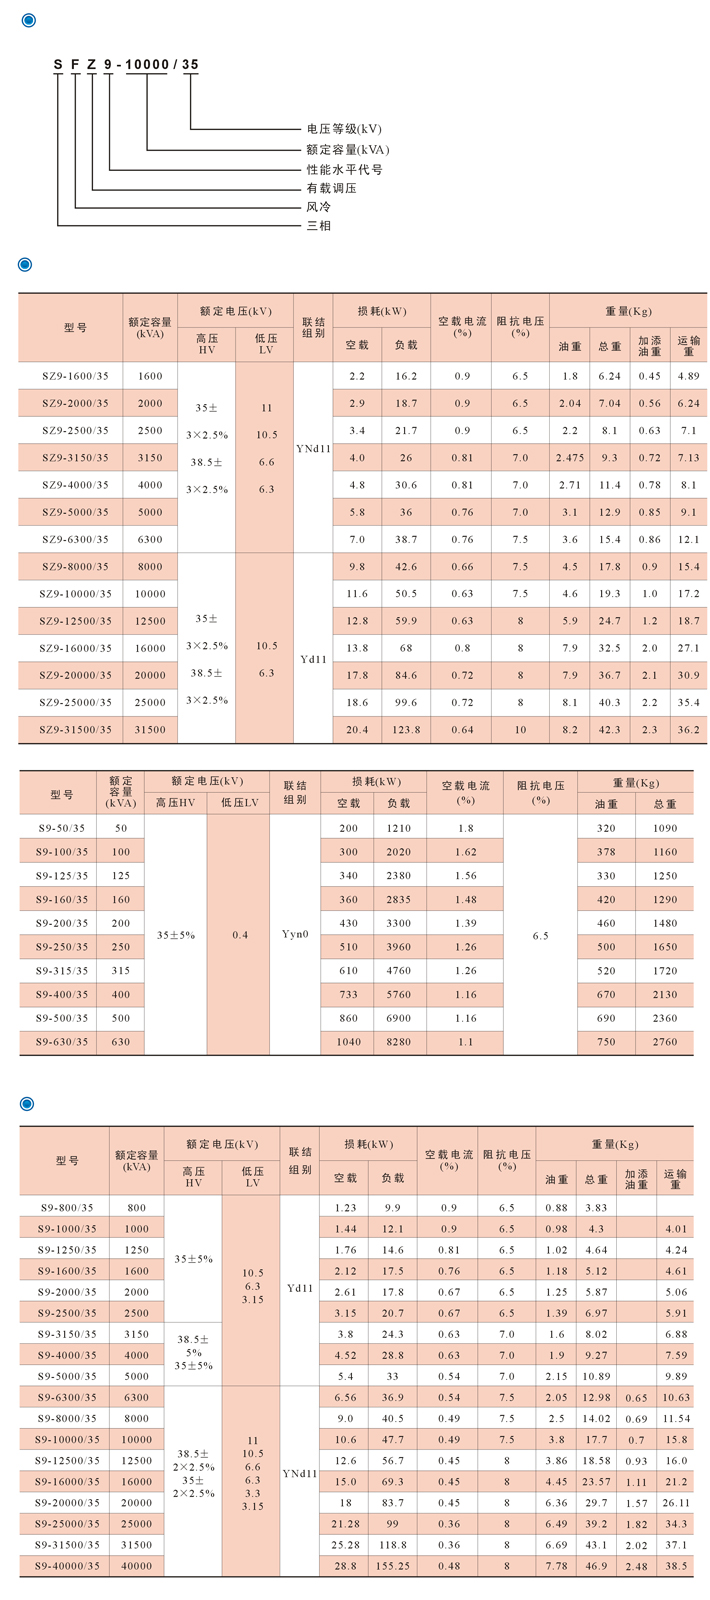 S F Z 9 - 10000 / 35
电压等级(kV)
额定容量(kVA)
性能水平代号
有载调压
风冷
三相
型号 额定容量(kVA) 额定电压(kV) 联结组别 损耗(kW) 空载电流(%) 阻抗电压(%) 重量(Kg)
高压HV 低压LV 空载 负载 油重 总重 加添油重 运输重
SZ9-1600/35 1600 2.2 16.2 0.9 6.5 1.8 6.24 0.45 4.89
SZ9-2000/35 2000 35± 11 2.9 18.7 0.9 6.5 2.04 7.04 0.56 6.24
SZ9-2500/35 2500 3×2.5% 10.5 3.4 21.7 0.9 6.5 2.2 8.1 0.63 7.1
SZ9-3150/35 3150 38.5± 6.6 YNd11 4.0 26 0.81 7.0 2.475 9.3 0.72 7.13
SZ9-4000/35 4000 3×2.5% 6.3 4.8 30.6 0.81 7.0 2.71 11.4 0.78 8.1
SZ9-5000/35 5000 5.8 36 0.76 7.0 3.1 12.9 0.85 9.1
SZ9-6300/35 6300 7.0 38.7 0.76 7.5 3.6 15.4 0.86 12.1
SZ9-8000/35 8000 9.8 42.6 0.66 7.5 4.5 17.8 0.9 15.4
SZ9-10000/35 10000 11.6 50.5 0.63 7.5 4.6 19.3 1.0 17.2
SZ9-12500/35 12500 35± 12.8 59.9 0.63 8 5.9 24.7 1.2 18.7
SZ9-16000/35 16000 3×2.5% 10.5 Yd11 13.8 68 0.8 8 7.9 32.5 2.0 27.1
SZ9-20000/35 20000 38.5± 6.3 17.8 84.6 0.72 8 7.9 36.7 2.1 30.9
SZ9-25000/35 25000 3×2.5% 18.6 99.6 0.72 8 8.1 40.3 2.2 35.4
SZ9-31500/35 31500 20.4 123.8 0.64 10 8.2 42.3 2.3 36.2
型号 额定容量(kVA) 额定电压(kV) 联结组别 损耗(kW) 空载电流(%) 阻抗电压(%) 重量(Kg)
高压HV 低压LV 空载 负载 油重 总重
S9-50/35 50 200 1210 1.8 320 1090
S9-100/35 100 300 2020 1.62 378 1160
S9-125/35 125 340 2380 1.56 330 1250
S9-160/35 160 360 2835 1.48 420 1290
S9-200/35 200 35±5% 0.4 Yyn0 430 3300 1.39 6.5 460 1480
S9-250/35 250 510 3960 1.26 500 1650
S9-315/35 315 610 4760 1.26 520 1720
S9-400/35 400 733 5760 1.16 670 2130
S9-500/35 500 860 6900 1.16 690 2360
S9-630/35 630 1040 8280 1.1 750 2760
型号 额定容量(kVA) 额定电压(kV) 联结组别 损耗(kW) 空载电流(%) 阻抗电压(%) 重量(Kg)
高压HV 低压LV 空载 负载 油重 总重 加添油重 运输重
S9-800/35 800 1.23 9.9 0.9 6.5 0.88 3.83
S9-1000/35 1000 1.44 12.1 0.9 6.5 0.98 4.3 4.01
S9-1250/35 1250 35±5% 1.76 14.6 0.81 6.5 1.02 4.64 4.24
S9-1600/35 1600 10.5 2.12 17.5 0.76 6.5 1.18 5.12 4.61
S9-2000/35 2000 6.3 Yd11 2.61 17.8 0.67 6.5 1.25 5.87 5.06
S9-2500/35 2500 3.15 3.15 20.7 0.67 6.5 1.39 6.97 5.91
S9-3150/35 3150 38.5± 3.8 24.3 0.63 7.0 1.6 8.02 6.88
S9-4000/35 4000 5% 4.52 28.8 0.63 7.0 1.9 9.27 7.59
S9-5000/35 5000 35±5% 5.4 33 0.54 7.0 2.15 10.89 9.89
S9-6300/35 6300 6.56 36.9 0.54 7.5 2.05 12.98 0.65 10.63
S9-8000/35 8000 9.0 40.5 0.49 7.5 2.5 14.02 0.69 11.54
S9-10000/35 10000 11 10.6 47.7 0.49 7.5 3.8 17.7 0.7 15.8
S9-12500/35 12500 38.5± 2×2.5% 10.5 6.6 12.6 56.7 0.45 8 3.86 18.58 0.93 16.0
S9-16000/35 16000 35± 2×2.5% 6.3 3.3 YNd11 15.0 69.3 0.45 8 4.45 23.57 1.11 21.2
S9-20000/35 20000 3.15 18 83.7 0.45 8 6.36 29.7 1.57 26.11
S9-25000/35 25000 21.28 99 0.36 8 6.49 39.2 1.82 34.3
S9-31500/35 31500 25.28 118.8 0.36 8 6.69 43.1 2.02 37.1
S9-40000/35 40000 28.8 155.25 0.48 8 7.78 46.9 2.48 38.5